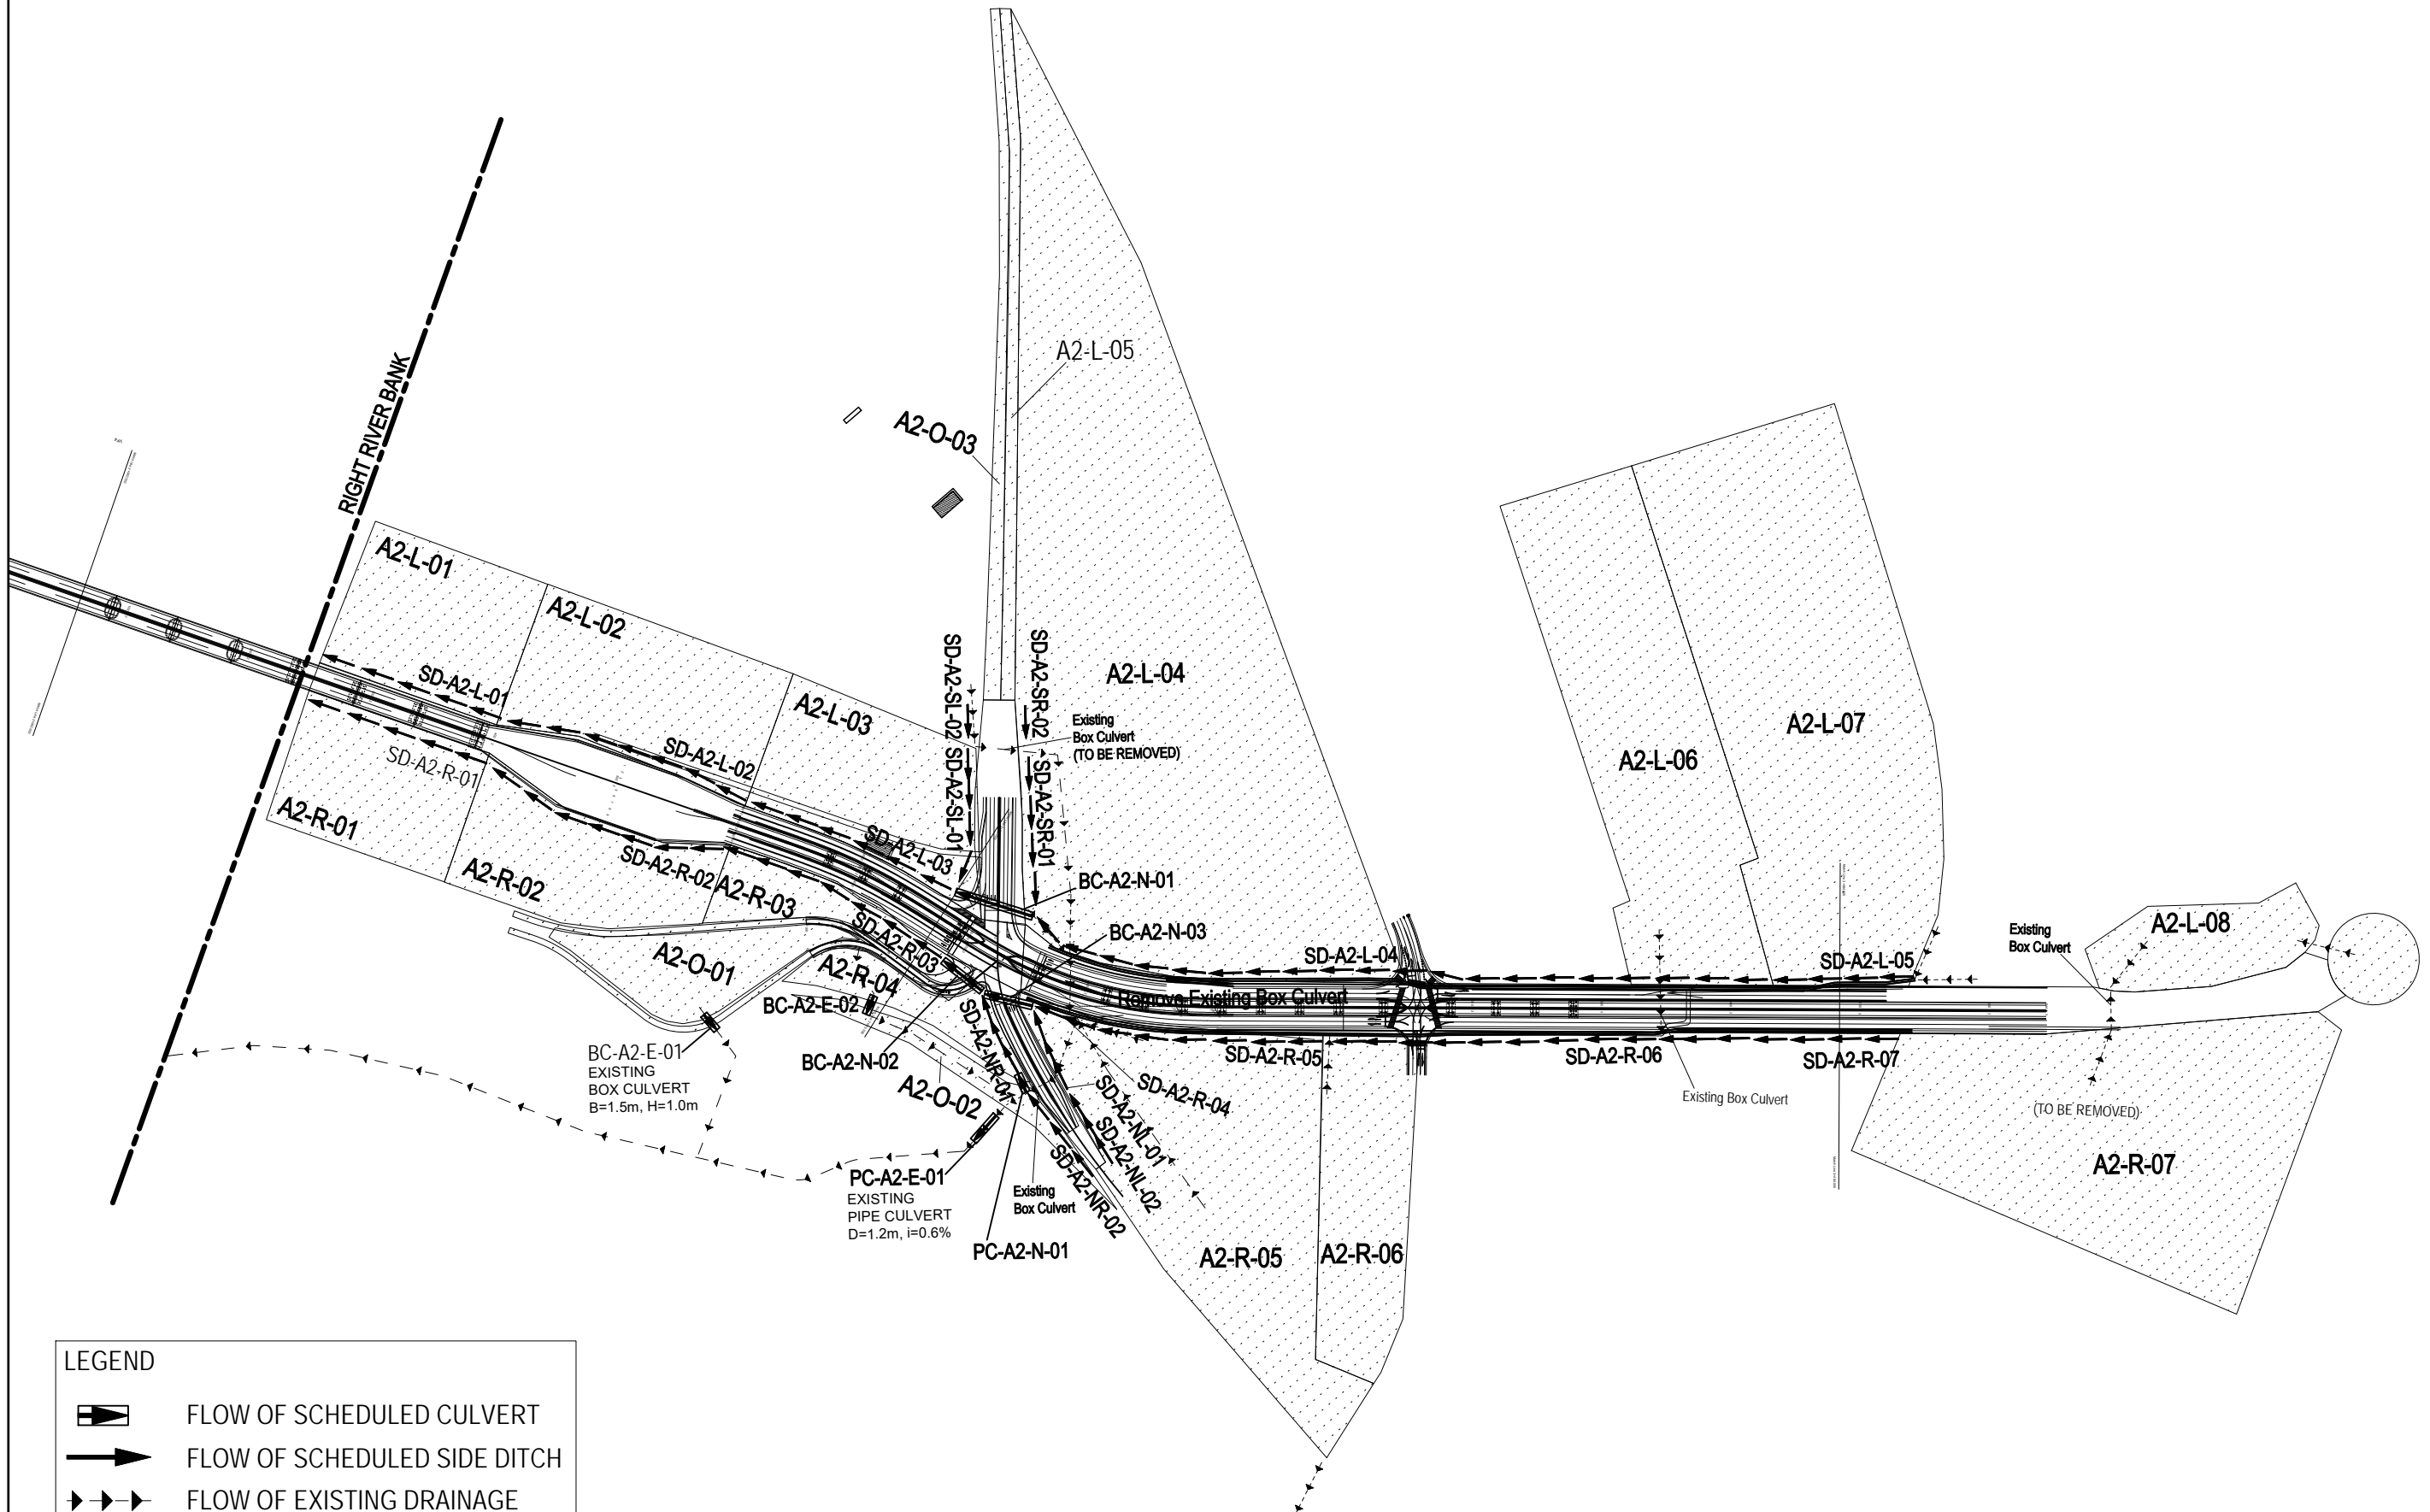 A2-L-05
A2-O-03
RIGHT RIVER BANK
A2-L-01
A2-L-02
A2-L-03
A2-L-04
SD-A2-SL-02
SD-A2-SR-02
Existing
Box Culvert
(TO BE REMOVED)
SD-A2-L-01
SD-A2-R-01
SD-A2-L-02
SD-A2-SL-01
SD-A2-SR-01
A2-L-06
A2-L-07
A2-R-01
A2-R-02
SD-A2-R-02
A2-R-03
SD-A2-L-03
BC-A2-N-01
BC-A2-N-03
SD-A2-R-03
A2-O-01
A2-R-04
SD-A2-L-04
SD-A2-L-05
Existing
Box Culvert
A2-L-08
Remove Existing Box Culvert
BC-A2-E-02
BC-A2-E-01
EXISTING
BOX CULVERT
B=1.5m, H=1.0m
BC-A2-N-02
SD-A2-NR-01
A2-O-02
SD-A2-R-04
SD-A2-R-05
SD-A2-R-06
SD-A2-R-07
Existing Box Culvert
(TO BE REMOVED)
SD-A2-NL-01
SD-A2-NL-02
SD-A2-NR-02
PC-A2-E-01
EXISTING
PIPE CULVERT
D=1.2m, i=0.6%
Existing
Box Culvert
PC-A2-N-01
A2-R-05
A2-R-06
A2-R-07
LEGEND
FLOW OF SCHEDULED CULVERT
FLOW OF SCHEDULED SIDE DITCH
FLOW OF EXISTING DRAINAGE